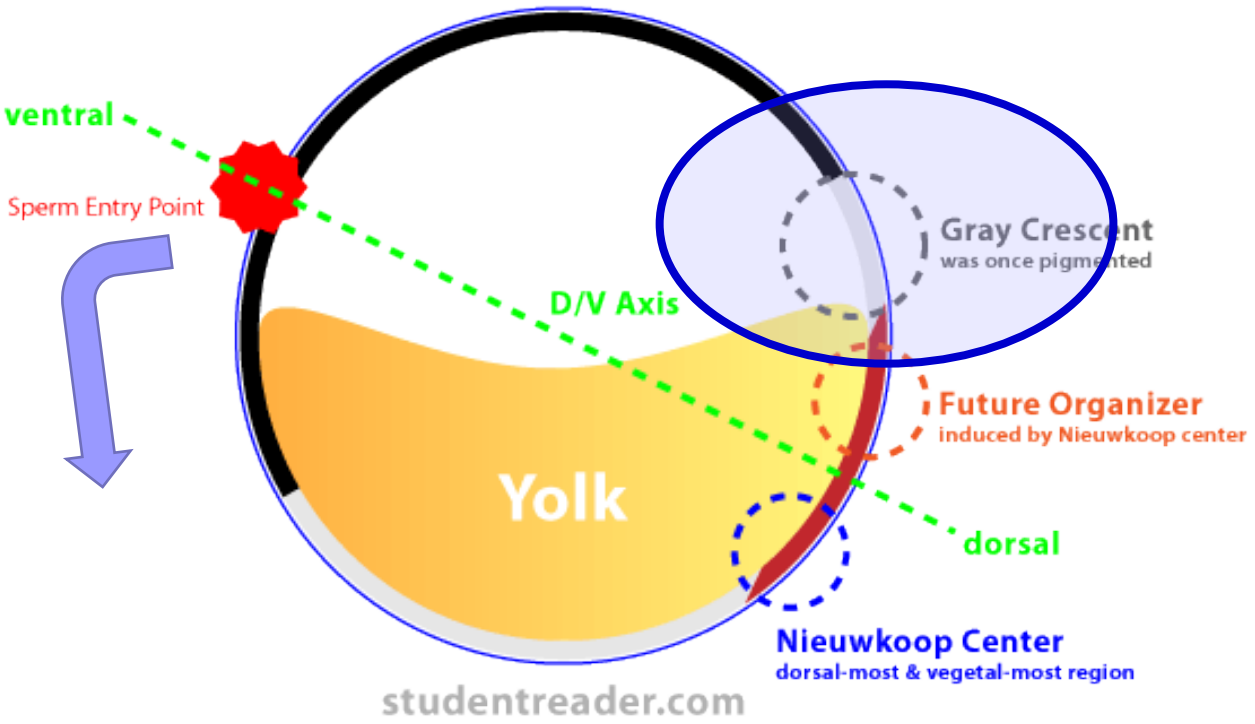 ventral
Sperm Entry Point
Gray Crescent
was once pigmented
D/V Axis
Future Organizer
induced by Nieuwkoop center
Yolk
dorsal
Nieuwkoop Center
dorsal-most & vegetal-most region
studentreader.com